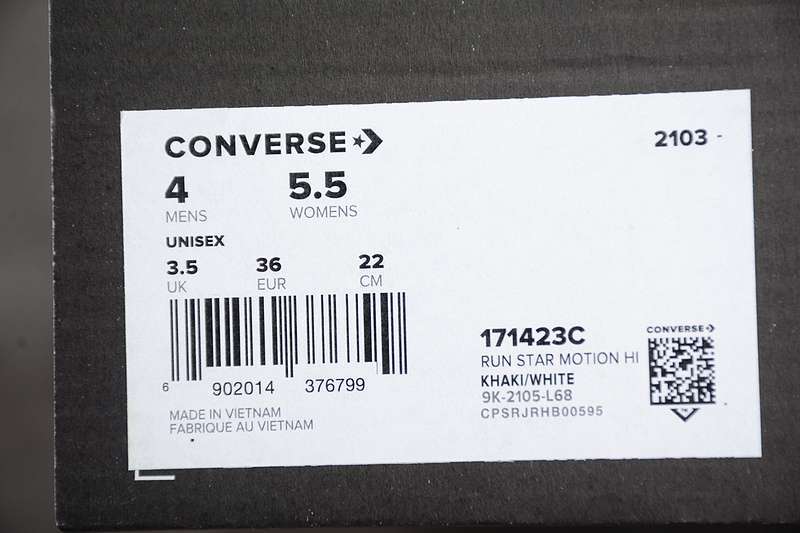 CONVERSE
2103 -
4 5.5
MENS WOMENS
UNISEX
3.5 36 22
UK EUR CM
6 902014 376799
MADE IN VIETNAM
FABRIQUE AU VIETNAM
CONVERSE
171423C
RUN STAR MOTION HI
KHAKI/WHITE
9K-2105-L68
CPSRJRHB00595